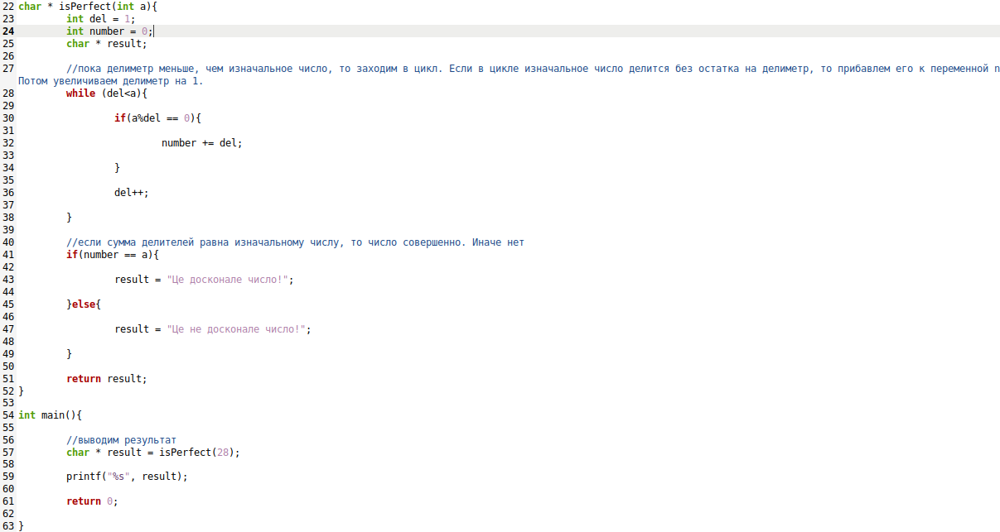 22 char * isPerfect(int a){
23 int del = 1;
24 int number = 0;
25 char * result;
26
27 //пока делиметр меньше, чем изначальное число, то заходим в цикл. Если в цикле изначальное число делится без остатка на делиметр, то прибавлем его к переменной n
Потом увеличиваем делиметр на 1.
28 while (del<a){
29
30 if(a%del == 0){
31
32 number += del;
33
34 }
35
36 del++;
37
38 }
39
40 //если сумма делителей равна изначальному числу, то число совершенно. Иначе нет
41 if(number == a){
42
43 result = "Це досконале число!";
44
45 }else{
46
47 result = "Це не досконале число!";
48
49 }
50
51 return result;
52 }
53
54 int main(){
55
56 //выводим результат
57 char * result = isPerfect(28);
58
59 printf("%s", result);
60
61 return 0;
62
63 }